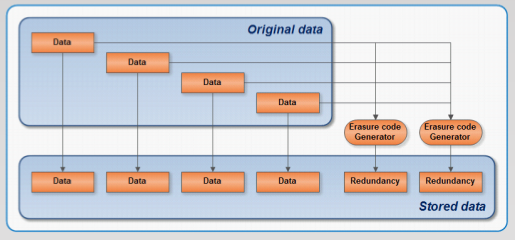 Original data
Data
Data
Data
Data
Erasure code
Generator
Erasure code
Generator
Data
Data
Data
Data
Redundancy
Redundancy
Stored data